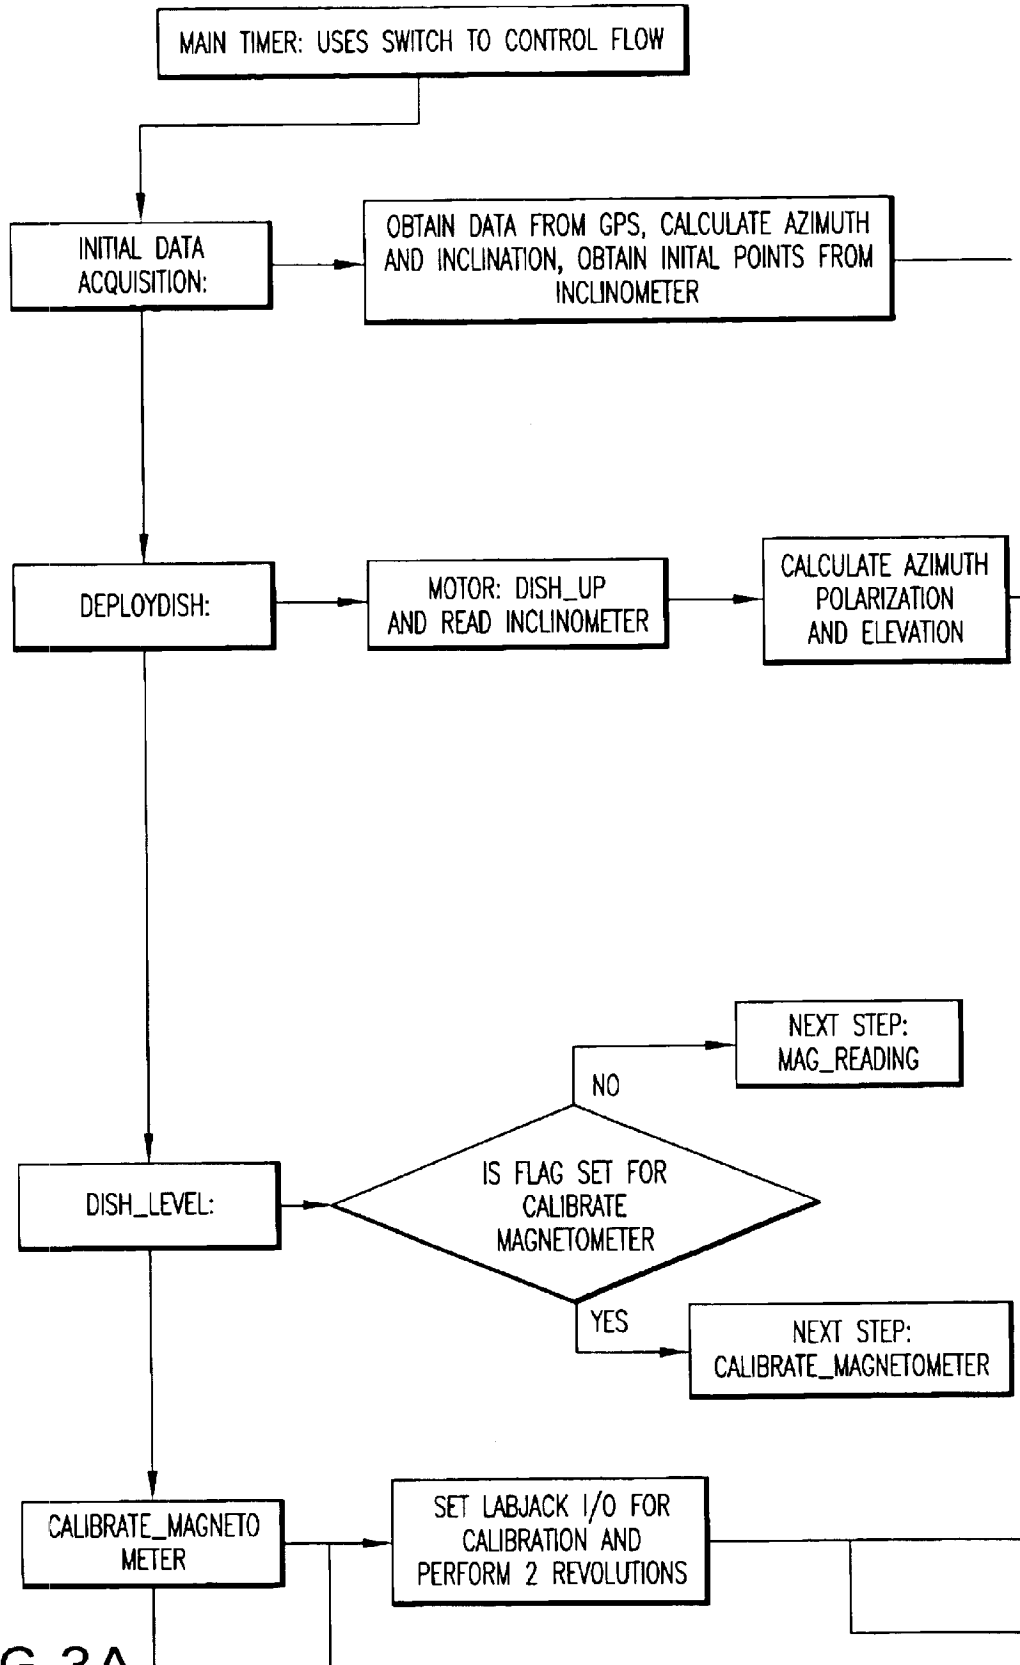 MAIN TIMER: USES SWITCH TO CONTROL FLOW
INITIAL DATA
ACQUISITION:
OBTAIN DATA FROM GPS, CALCULATE AZIMUTH
AND INCLINATION, OBTAIN INITAL POINTS FROM
INCLINOMETER
DEPLOYDISH:
MOTOR: DISH_UP
AND READ INCLINOMETER
CALCULATE AZIMUTH
POLARIZATION
AND ELEVATION
NEXT STEP:
MAG_READING
NO
DISH_LEVEL:
IS FLAG SET FOR
CALIBRATE
MAGNETOMETER
YES
NEXT STEP:
CALIBRATE_MAGNETOMETER
CALIBRATE_MAGNETO
METER
SET LABJACK I/O FOR
CALIBRATION AND
PERFORM 2 REVOLUTIONS
G. 3A